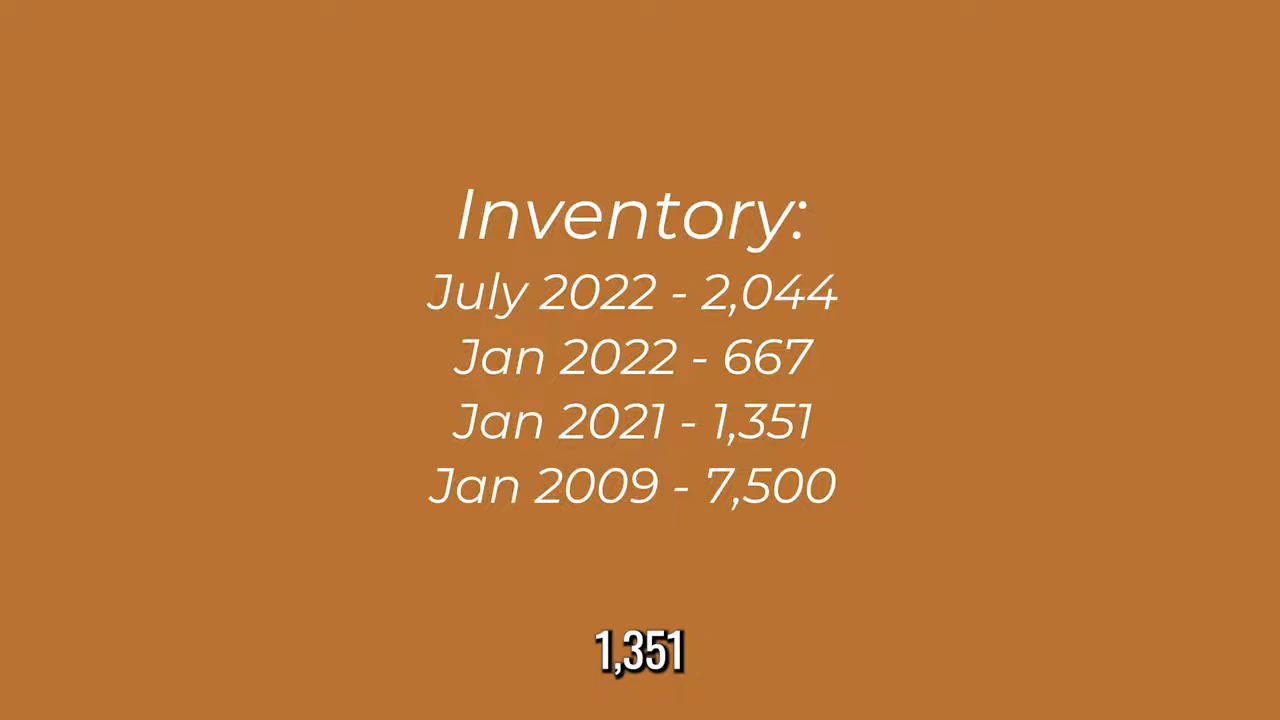 Inventory:
July 2022 - 2,044
Jan 2022 - 667
Jan 2021 - 1,351
Jan 2009 - 7,500
1,351